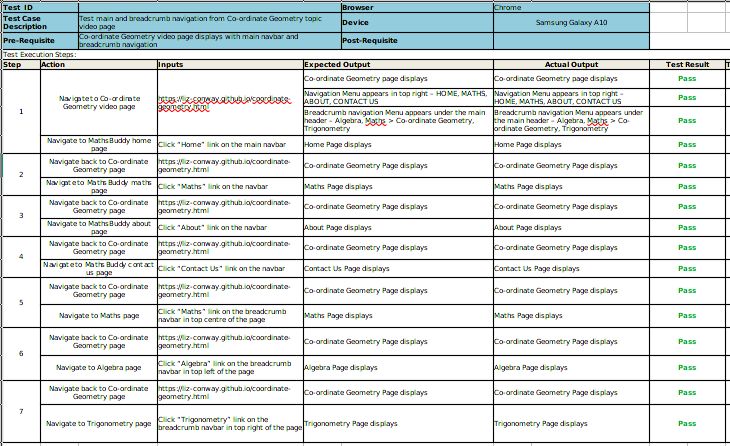 Test ID
Browser
Chrome
Test Case Description
Test main and breadcrumb navigation from Co-ordinate Geometry topic video page
Device
Samsung Galaxy A10
Pre-Requisite
Co-ordinate Geometry video page displays with main navbar and breadcrumb navigation
Post-Requisite
Test Execution Steps:
Step Action Inputs Expected Output Actual Output Test Result T
1
Navigate to Co-ordinate Geometry video page
https://liz-conway.github.io/coordinate-geometry.html
Co-ordinate Geometry page displays
Co-ordinate Geometry page displays
Pass
Navigation Menu appears in top right – HOME, MATHS, ABOUT, CONTACT US
Navigation Menu appears in top right – HOME, MATHS, ABOUT, CONTACT US
Pass
Breadcrumb navigation Menu appears under the main header – Algebra, Maths > Co-ordinate Geometry, Trigonometry
Breadcrumb navigation Menu appears under the main header – Algebra, Maths > Co-ordinate Geometry, Trigonometry
Pass
Navigate to MathsBuddy home page
Click "Home" link on the main navbar
Home Page displays
Home Page displays
Pass
2
Navigate back to Co-ordinate Geometry page
https://liz-conway.github.io/coordinate-geometry.html
Co-ordinate Geometry Page displays
Co-ordinate Geometry Page displays
Pass
Navigate to MathsBuddy maths page
Click "Maths" link on the navbar
Maths Page displays
Maths Page displays
Pass
3
Navigate back to Co-ordinate Geometry page
https://liz-conway.github.io/coordinate-geometry.html
Co-ordinate Geometry Page displays
Co-ordinate Geometry Page displays
Pass
Navigate to MathsBuddy about page
Click "About" link on the navbar
About Page displays
About Page displays
Pass
4
Navigate back to Co-ordinate Geometry page
https://liz-conway.github.io/coordinate-geometry.html
Co-ordinate Geometry Page displays
Co-ordinate Geometry Page displays
Pass
Navigate to MathsBuddy contact us page
Click "Contact Us" link on the navbar
Contact Us Page displays
Contact Us Page displays
Pass
5
Navigate back to Co-ordinate Geometry page
https://liz-conway.github.io/coordinate-geometry.html
Co-ordinate Geometry Page displays
Co-ordinate Geometry Page displays
Pass
Navigate to Maths page
Click "Maths" link on the breadcrumb navbar in top centre of the page
Maths Page displays
Maths Page displays
Pass
6
Navigate back to Co-ordinate Geometry page
https://liz-conway.github.io/coordinate-geometry.html
Co-ordinate Geometry Page displays
Co-ordinate Geometry Page displays
Pass
Navigate to Algebra page
Click "Algebra" link on the breadcrumb navbar in top left of the page
Algebra Page displays
Algebra Page displays
Pass
7
Navigate back to Co-ordinate Geometry page
https://liz-conway.github.io/coordinate-geometry.html
Co-ordinate Geometry Page displays
Co-ordinate Geometry Page displays
Pass
Navigate to Trigonometry page
Click "Trigonometry" link on the breadcrumb navbar in top right of the page
Trigonometry Page displays
Trigonometry Page displays
Pass